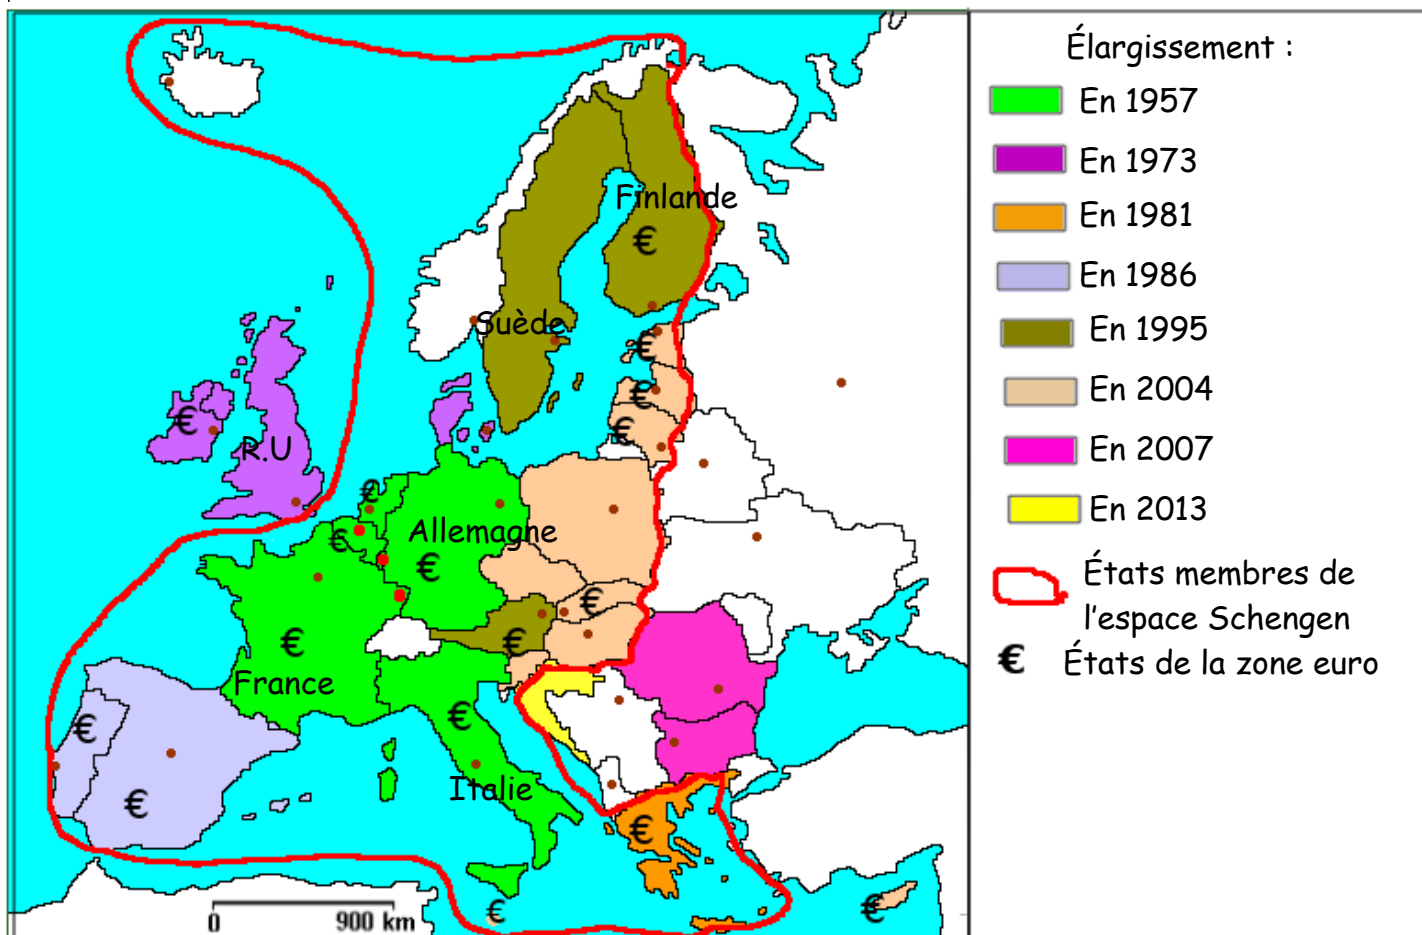 Élargissement :
En 1957
En 1973
En 1981
En 1986
En 1995
En 2004
En 2007
En 2013
États membres de
l'espace Schengen
€ États de la zone euro
Finlande
€
Suède
€
€
€
€
R.U
€
Allemagne
€
€
€
€
€
France
€
€
Italie
€
€
€
€
0 900 km